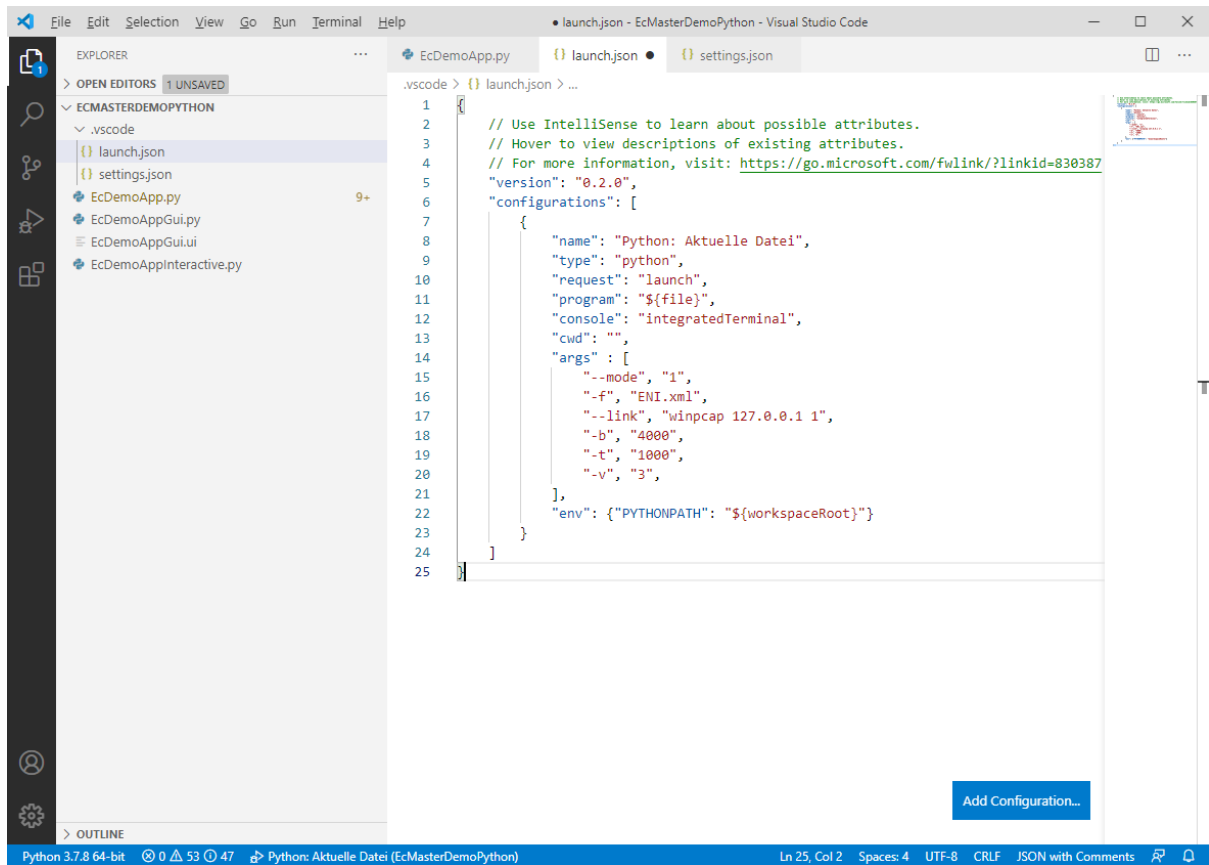 File Edit Selection View Go Run Terminal Help
● launch.json - EcMasterDemoPython - Visual Studio Code
EXPLORER
OPEN EDITORS 1 UNSAVED
ECMASTERDEMOPYTHON
.vscode
{} launch.json
{} settings.json
EcDemoApp.py 9+
EcDemoAppGui.py
EcDemoAppGui.ui
EcDemoAppInteractive.py
OUTLINE
1
EcDemoApp.py {} launch.json ● {} settings.json
.vscode > {} launch.json > ...
1 {
2 // Use IntelliSense to learn about possible attributes.
3 // Hover to view descriptions of existing attributes.
4 // For more information, visit: https://go.microsoft.com/fwlink/?linkid=830387
5 "version": "0.2.0",
6 "configurations": [
7 {
8 "name": "Python: Aktuelle Datei",
9 "type": "python",
10 "request": "launch",
11 "program": "${file}",
12 "console": "integratedTerminal",
13 "cwd": "",
14 "args" : [
15 "--mode", "1",
16 "-f", "ENI.xml",
17 "--link", "winpcap 127.0.0.1 1",
18 "-b", "4000",
19 "-t", "1000",
20 "-v", "3",
21 ],
22 "env": {"PYTHONPATH": "${workspaceRoot}"}
23 }
24 ]
25 }
Add Configuration...
Python 3.7.8 64-bit 0 53 47 Python: Aktuelle Datei (EcMasterDemoPython) Ln 25, Col 2 Spaces: 4 UTF-8 CRLF JSON with Comments